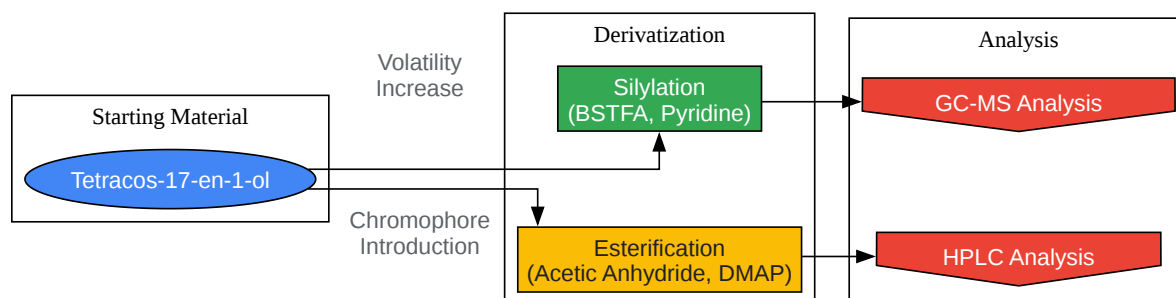 Starting Material
Tetracos-17-en-1-ol
Volatility
Increase
Chromophore
Introduction
Derivatization
Silylation
(BSTFA, Pyridine)
Esterification
(Acetic Anhydride, DMAP)
Analysis
GC-MS Analysis
HPLC Analysis